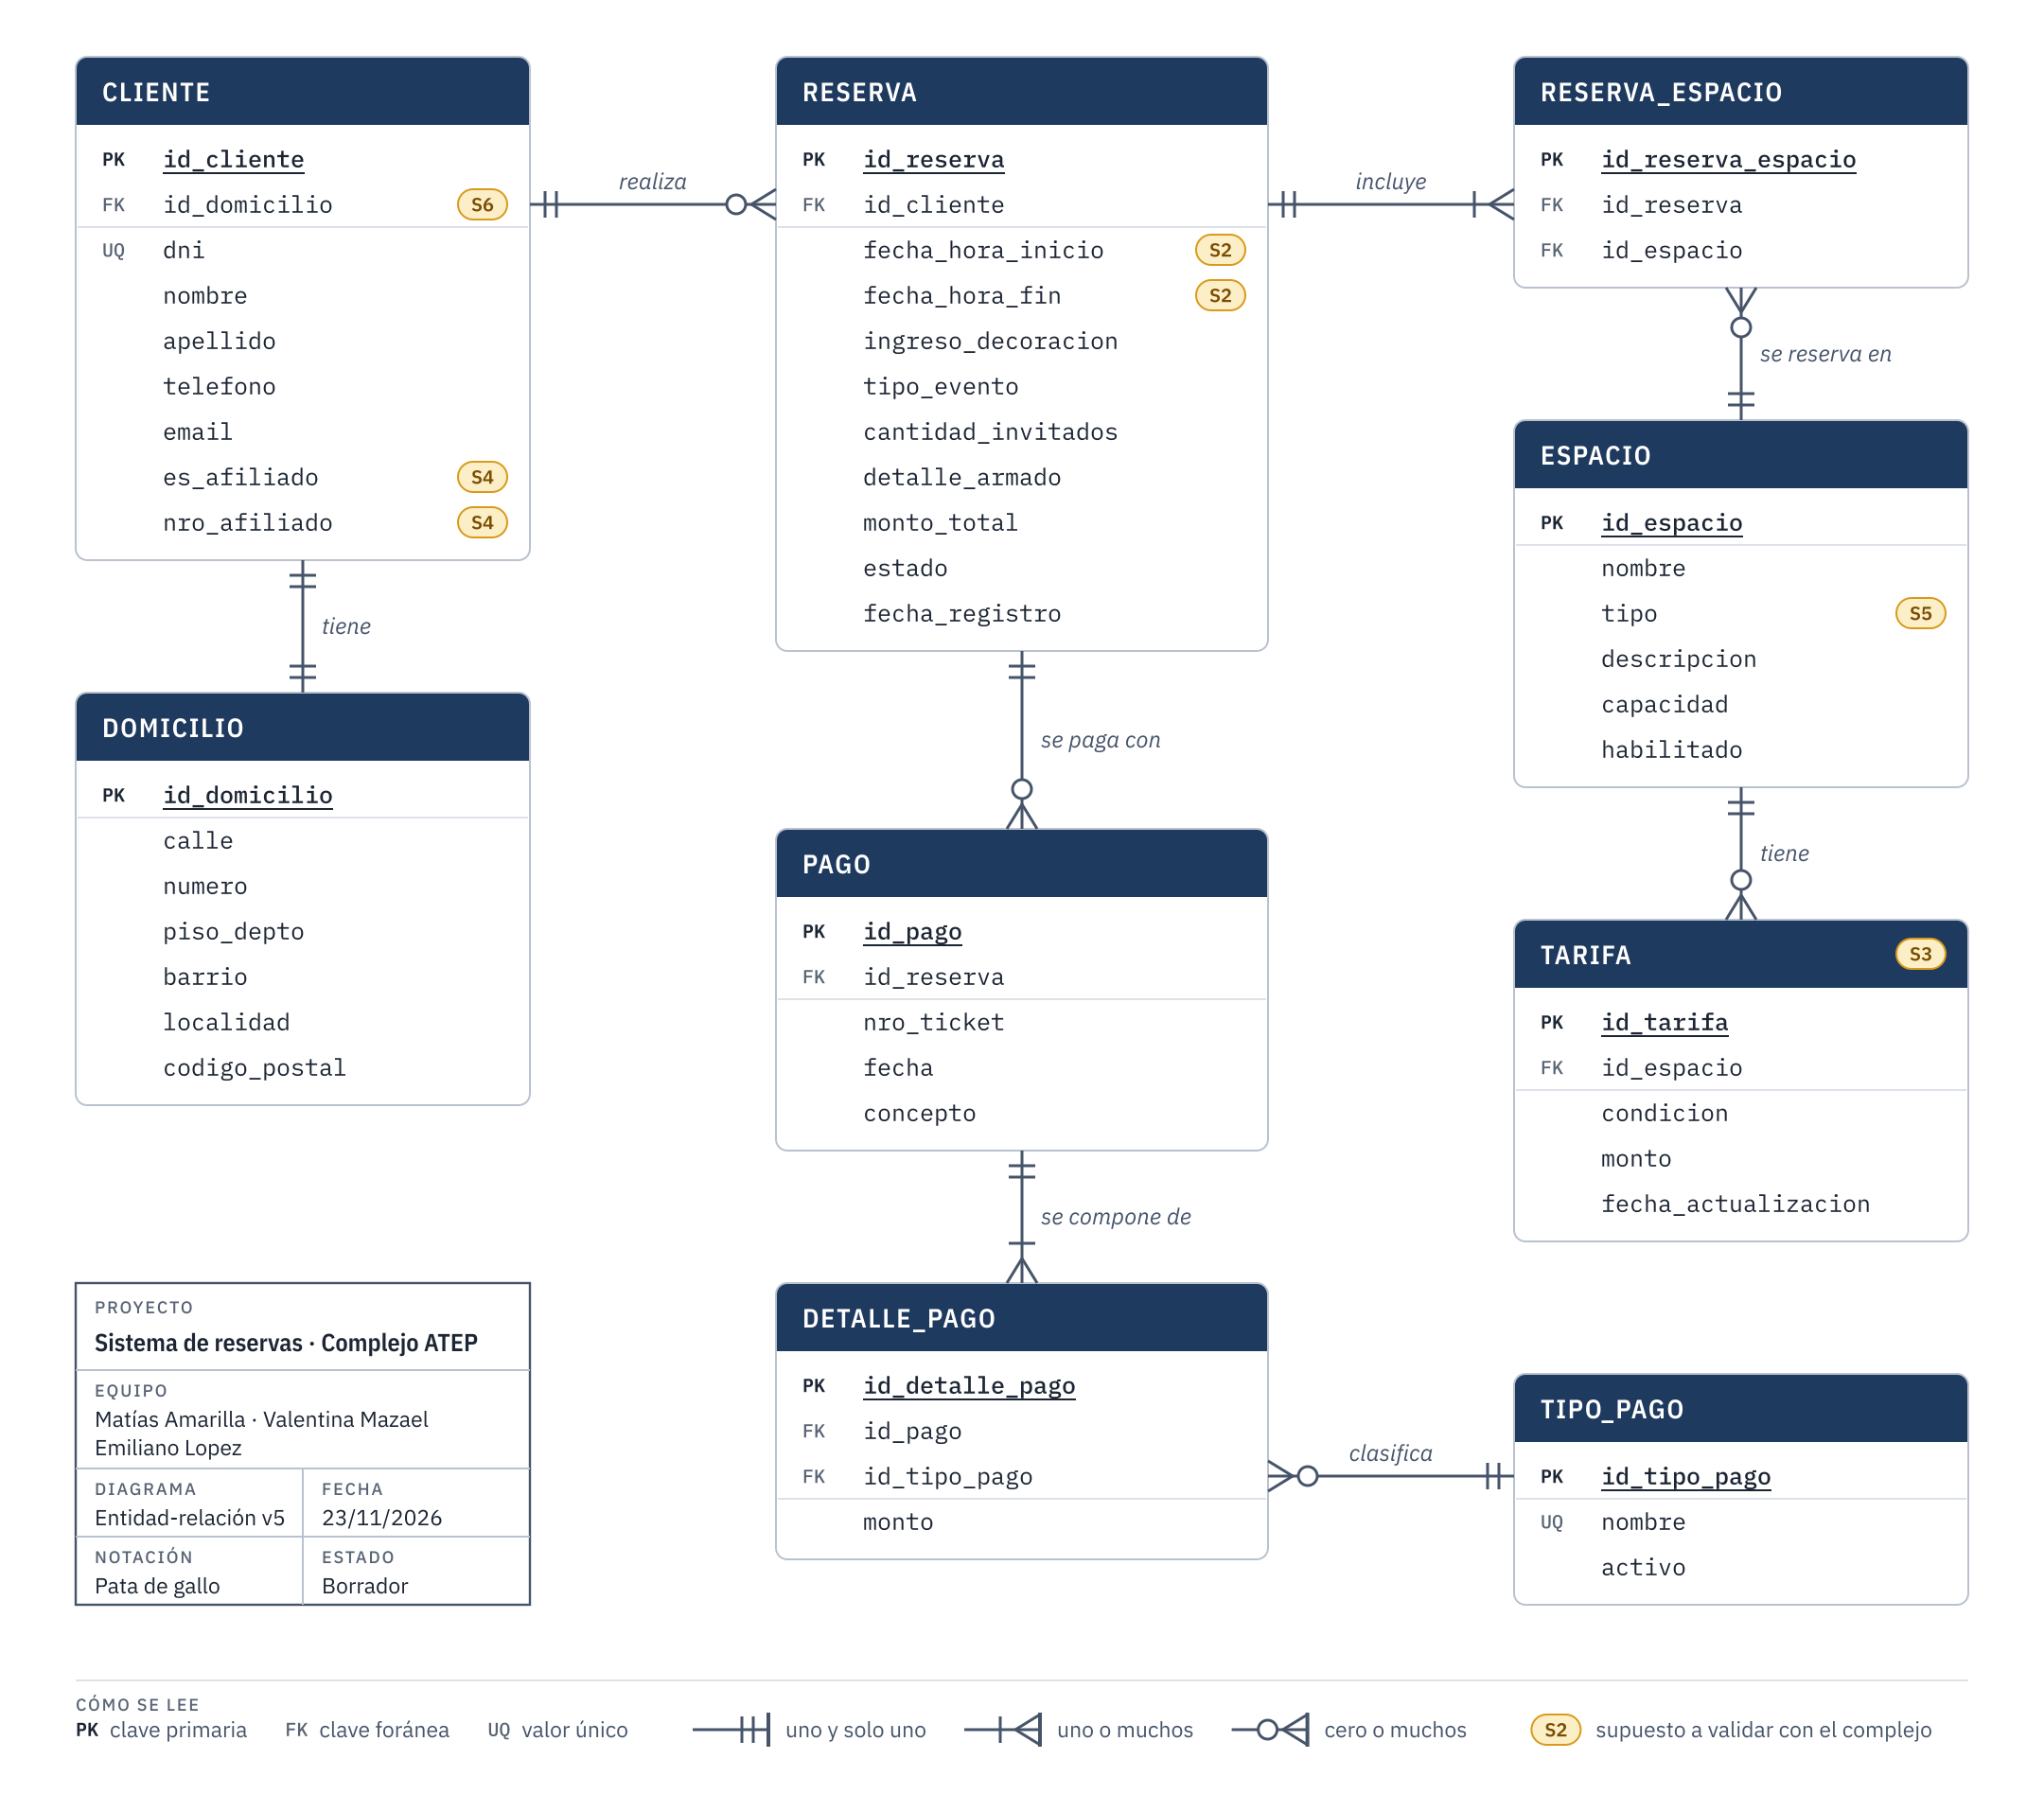 CLIENTE
PK id_cliente
FK id_domicilio S6
UQ dni
nombre
apellido
telefono
email
es_afiliado S4
nro_afiliado S4
realiza
RESERVA
PK id_reserva
FK id_cliente
fecha_hora_inicio S2
fecha_hora_fin S2
ingreso_decoracion
tipo_evento
cantidad_invitados
detalle_armado
monto_total
estado
fecha_registro
incluye
RESERVA_ESPACIO
PK id_reserva_espacio
FK id_reserva
FK id_espacio
se reserva en
ESPACIO
PK id_espacio
nombre
tipo S5
descripcion
capacidad
habilitado
tiene
DOMICILIO
PK id_domicilio
calle
numero
piso_depto
barrio
localidad
codigo_postal
se paga con
PAGO
PK id_pago
FK id_reserva
nro_ticket
fecha
concepto
tiene
TARIFA S3
PK id_tarifa
FK id_espacio
condicion
monto
fecha_actualizacion
se compone de
DETALLE_PAGO
PK id_detalle_pago
FK id_pago
FK id_tipo_pago
monto
clasifica
TIPO_PAGO
PK id_tipo_pago
UQ nombre
activo
PROYECTO
Sistema de reservas · Complejo ATEP
EQUIPO
Matías Amarilla · Valentina Mazael
Emiliano Lopez
DIAGRAMA
Entidad-relación v5
FECHA
23/11/2026
NOTACIÓN
Pata de gallo
ESTADO
Borrador
CÓMO SE LEE
PK clave primaria FK clave foránea UQ valor único uno y solo uno uno o muchos cero o muchos S2 supuesto a validar con el complejo